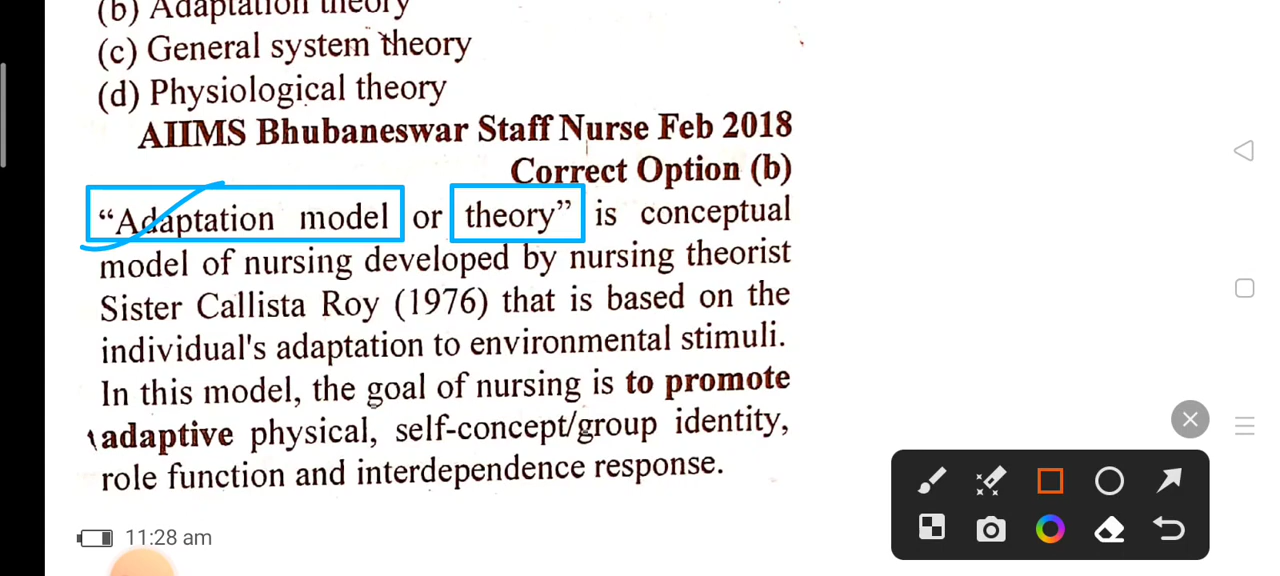 (b) Adaptation theory
(c) General system theory
(d) Physiological theory
AIIMS Bhubaneswar Staff Nurse Feb 2018
Correct Option (b)
“Adaptation model or theory” is conceptual
model of nursing developed by nursing theorist
Sister Callista Roy (1976) that is based on the
individual's adaptation to environmental stimuli.
In this model, the goal of nursing is to promote
adaptive physical, self-concept/group identity,
role function and interdependence response.
11:28 am